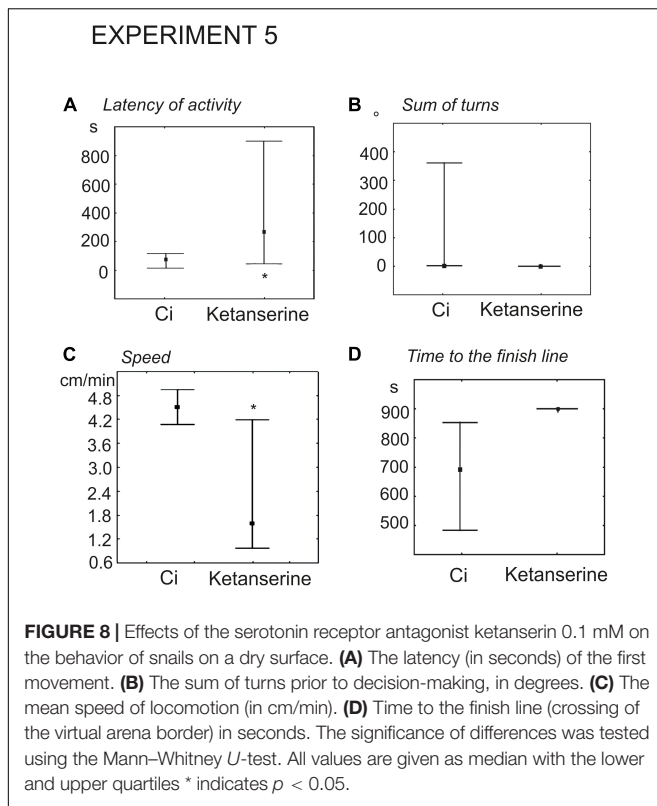 EXPERIMENT 5
A Latency of activity
s
800
600
400
200
0
*
Ci Ketanserine
B ° Sum of turns
400
300
200
100
0
Ci Ketanserine
C Speed
cm/min
4.8
4.2
3.6
3.0
2.4
1.8
1.2
0.6
*
Ci Ketanserine
D Time to the finish line
s
900
800
700
600
500
Ci Ketanserine
FIGURE 8 | Effects of the serotonin receptor antagonist ketanserin 0.1 mM on
the behavior of snails on a dry surface. (A) The latency (in seconds) of the first
movement. (B) The sum of turns prior to decision-making, in degrees. (C) The
mean speed of locomotion (in cm/min). (D) Time to the finish line (crossing of
the virtual arena border) in seconds. The significance of differences was tested
using the Mann–Whitney U-test. All values are given as median with the lower
and upper quartiles * indicates p < 0.05.